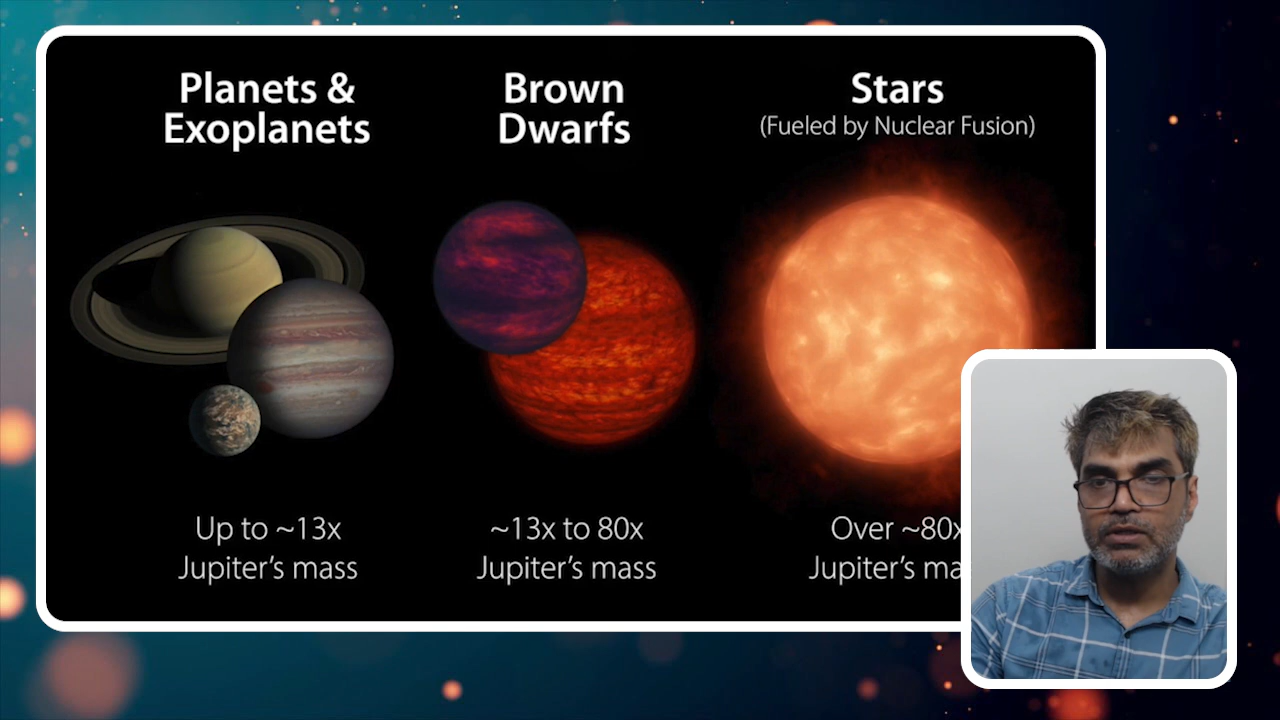 Planets &
Exoplanets
Brown
Dwarfs
Stars
(Fueled by Nuclear Fusion)
Up to ~13x
Jupiter’s mass
~13x to 80x
Jupiter’s mass
Over ~80x
Jupiter’s